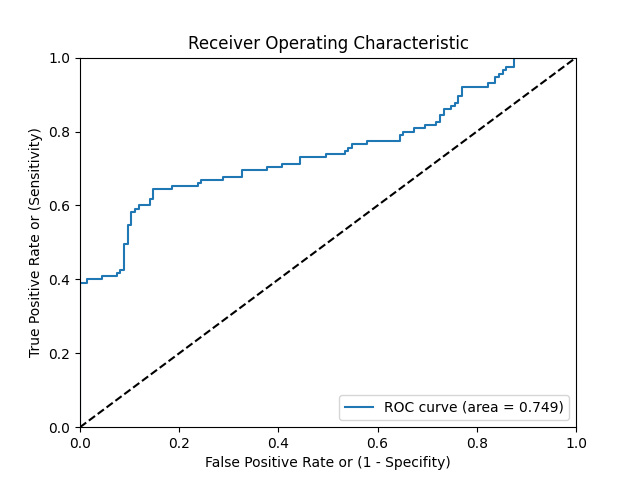 Receiver Operating Characteristic
1.0
0.8
0.6
0.4
0.2
0.0
True Positive Rate or (Sensitivity)
ROC curve (area = 0.749)
0.0 0.2 0.4 0.6 0.8 1.0
False Positive Rate or (1 - Specifity)